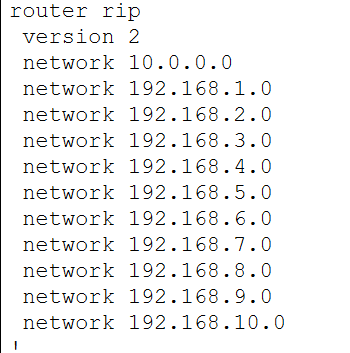 router rip
version 2
network 10.0.0.0
network 192.168.1.0
network 192.168.2.0
network 192.168.3.0
network 192.168.4.0
network 192.168.5.0
network 192.168.6.0
network 192.168.7.0
network 192.168.8.0
network 192.168.9.0
network 192.168.10.0
!